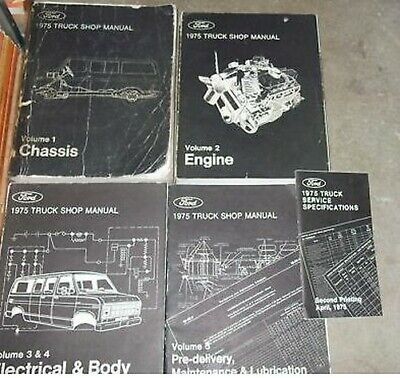 Ford
1975 TRUCK SHOP MANUAL
Volume 1
Chassis
Ford
1975 TRUCK SHOP MANUAL
Volume 2
Engine
Ford
1975 TRUCK SHOP MANUAL
Volume 3 & 4
Electrical & Body
Ford
1975 TRUCK SHOP MANUAL
Volume 5
Pre-delivery,
Maintenance & Lubrication
Ford
1975 TRUCK
SERVICE
SPECIFICATIONS
Second Printing
April, 1975